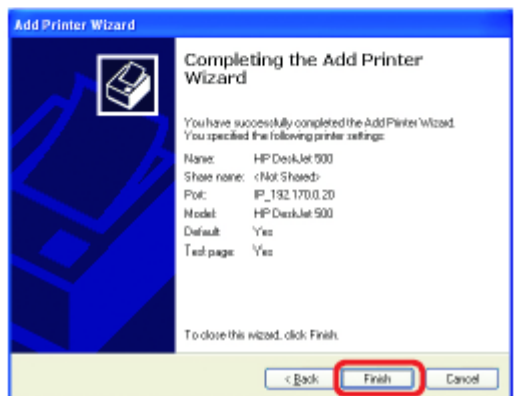 Add Printer Wizard
Completing the Add Printer
Wizard
You have successfully completed the Add Printer Wizard.
You specified the following printer settings:
Name: HP DeskJet 500
Share name: <Not Shared>
Port: IP_192.170.0.20
Model: HP DeskJet 500
Default: Yes
Test page: Yes
To close this wizard, click Finish.
< Back Finish Cancel